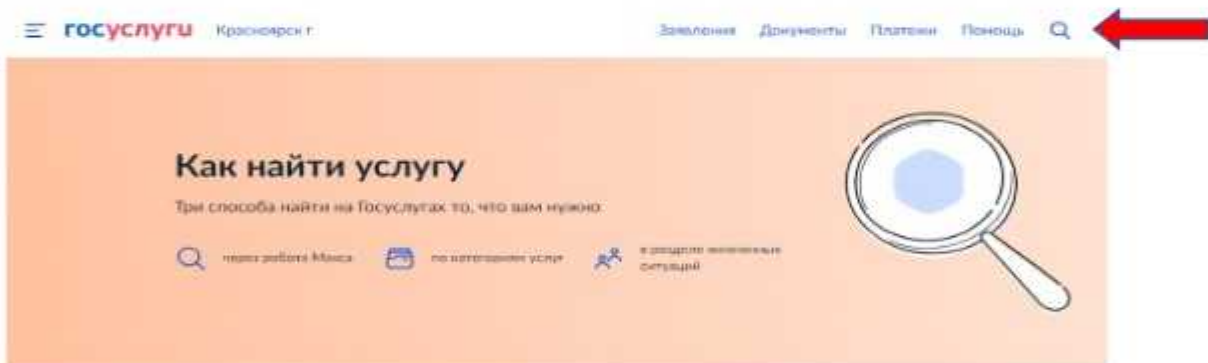 госуслуги Красноярск г Заявления Документы Платежи Помощь
Как найти услугу
Три способа найти на Госуслугах то, что вам нужно:
через робота Макса по категориям услуг в разделе жизненных
ситуаций